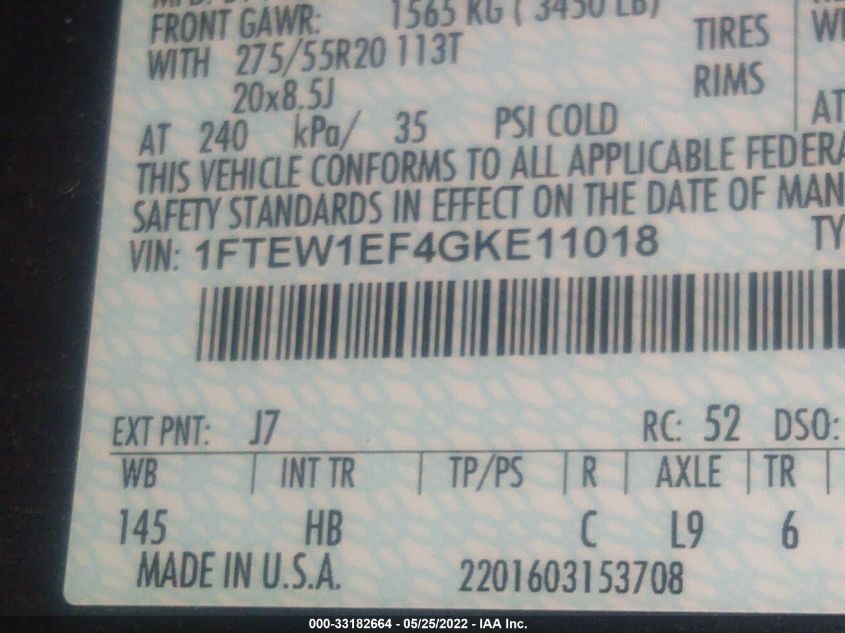 FRONT GAWR: 1565 KG ( 3450 LB)
WITH 275/55R20 113T TIRES
20x8.5J RIMS
AT 240 kPa/ 35 PSI COLD AT
THIS VEHICLE CONFORMS TO ALL APPLICABLE FEDERA
SAFETY STANDARDS IN EFFECT ON THE DATE OF MAN
VIN: 1FTEW1EF4GKE11018 TY
EXT PNT: J7 RC: 52 DSO:
WB INT TR TP/PS R AXLE TR
145 HB C L9 6
MADE IN U.S.A. 2201603153708
000-33182664 - 05/25/2022 - IAA Inc.